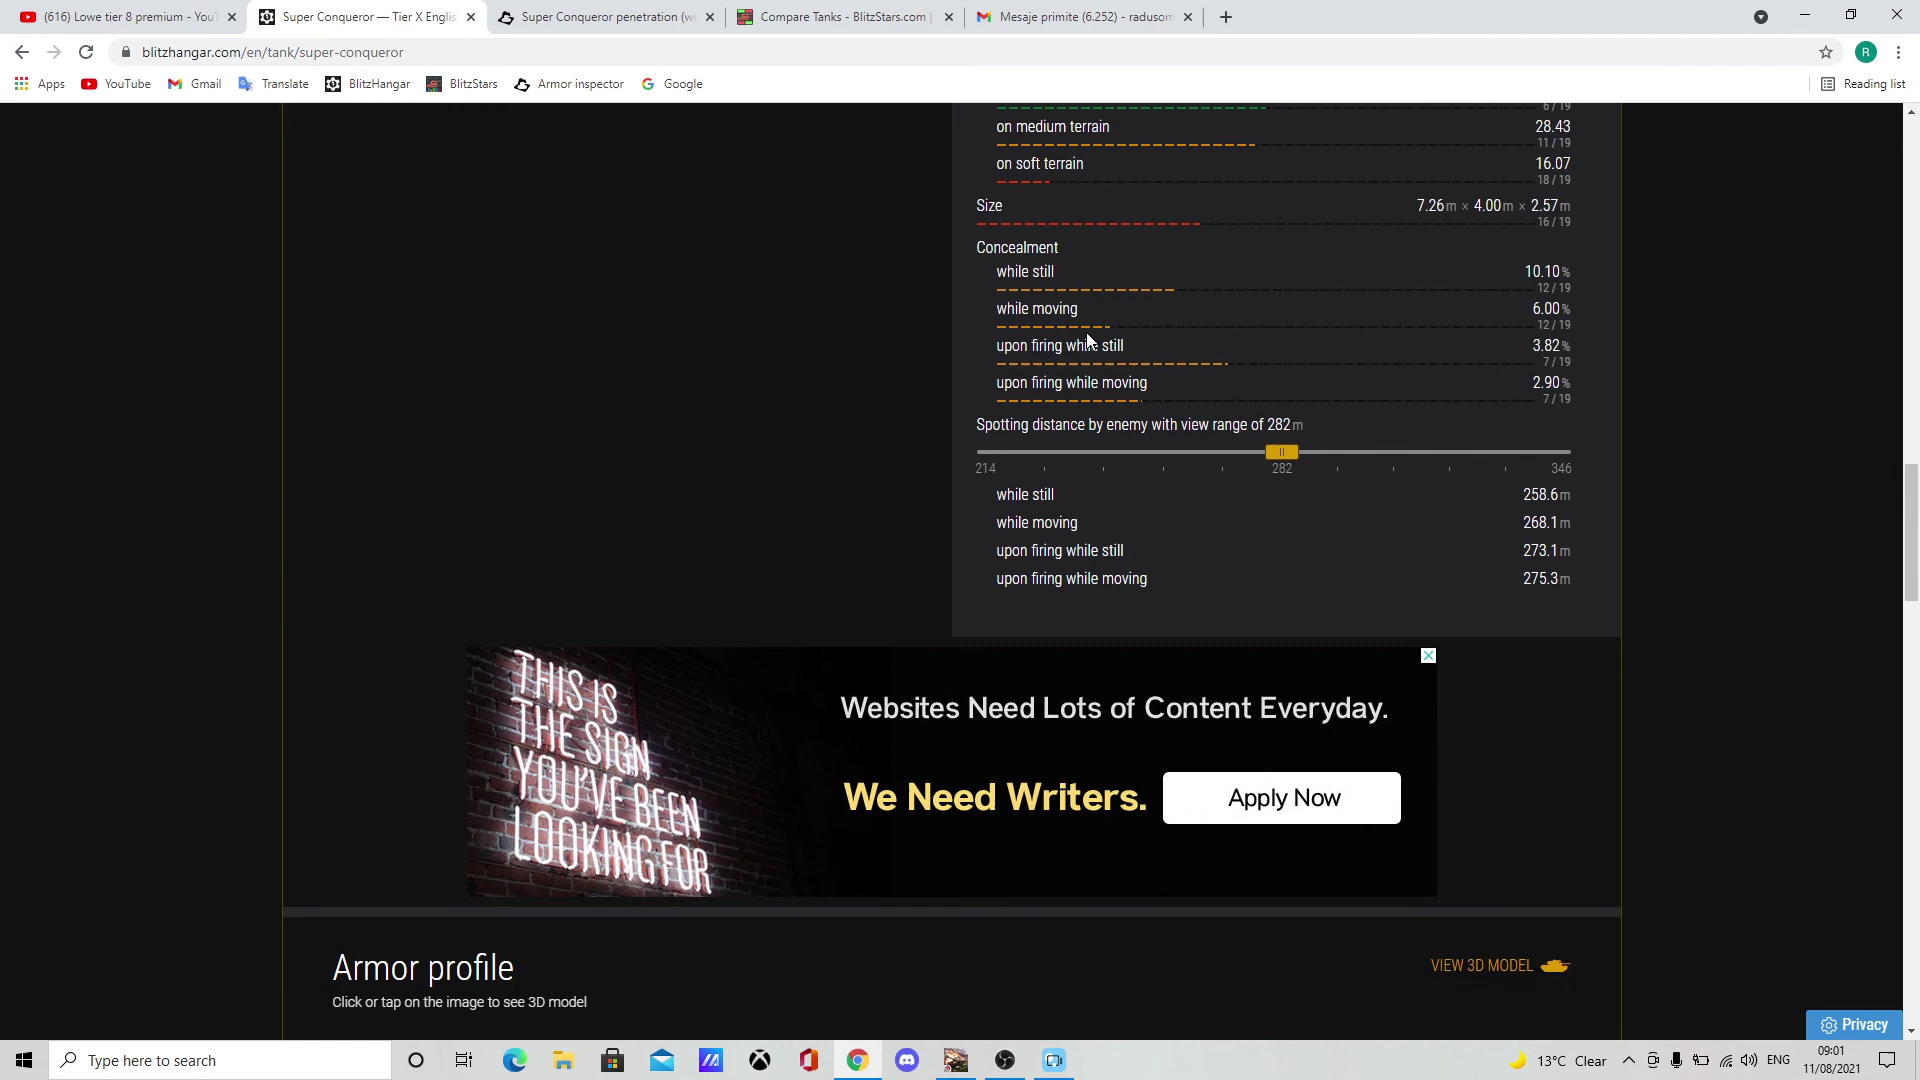 (616) Lowe tier 8 premium - YouT
Super Conqueror — Tier X Englis
Super Conqueror penetration (w
Compare Tanks - BlitzStars.com |
Mesaje primite (6.252) - radusom
blitzhangar.com/en/tank/super-conqueror
R
Apps
YouTube
Gmail
Translate
BlitzHangar
BlitzStars
Armor inspector
Google
Reading list
6 / 19
on medium terrain 28.43
11 / 19
on soft terrain 16.07
18 / 19
Size 7.26m × 4.00m × 2.57m
16 / 19
Concealment
while still 10.10%
12 / 19
while moving 6.00%
12 / 19
upon firing while still 3.82%
7 / 19
upon firing while moving 2.90%
7 / 19
Spotting distance by enemy with view range of 282m
214 282 346
while still 258.6m
while moving 268.1m
upon firing while still 273.1m
upon firing while moving 275.3m
THIS IS
THE SIGN
YOU'VE BEEN
LOOKING FOR
Websites Need Lots of Content Everyday.
We Need Writers.
Apply Now
Armor profile
VIEW 3D MODEL
Click or tap on the image to see 3D model
Privacy
Type here to search
13°C Clear
ENG
09:01
11/08/2021